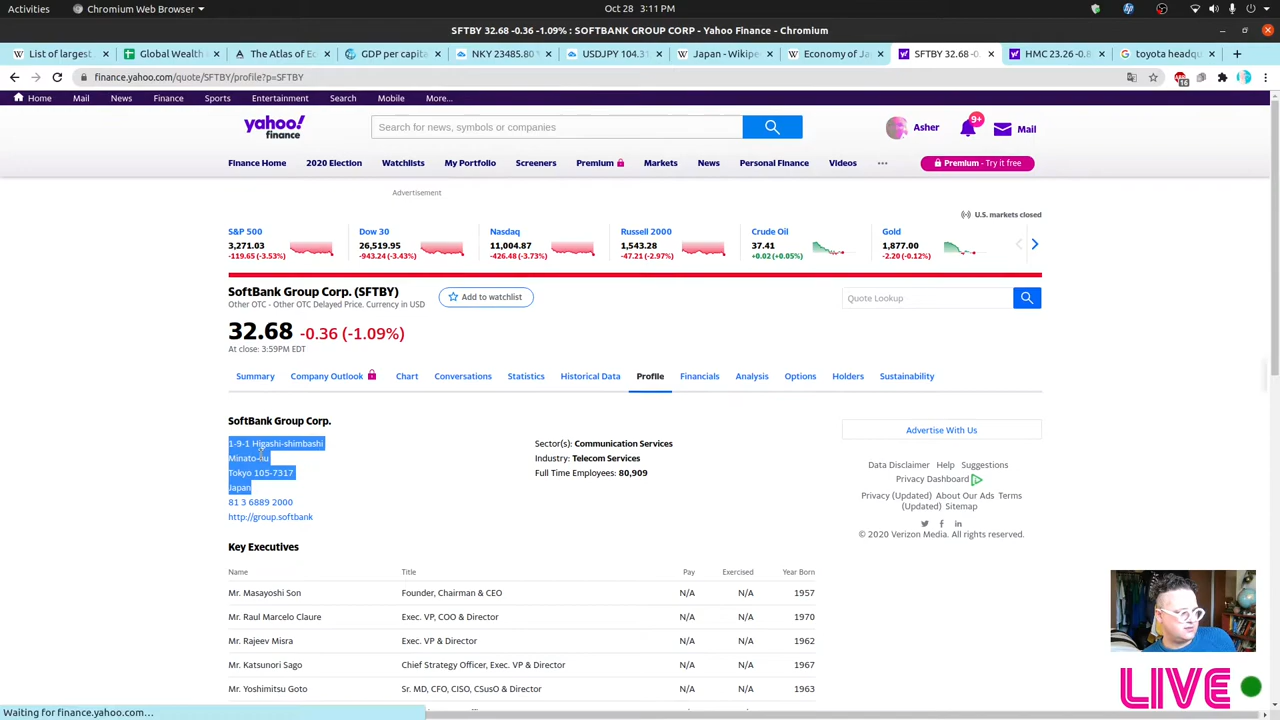 Activities
Chromium
Oct 28 3:11 PM
SFTBY 32.68 -0.36 -1.09% : SOFTBANK GROUP CORP - Yahoo Finance - Chromium
List of largest
Global Wealth
The Atlas of Ec
GDP per capita
NKY 23485.80
USDJPY 104.31
Japan - Wikipe
Economy of Ja
SFTBY 32.68 -0.
HMC 23.26 -0.8
toyota headqu
finance.yahoo.com/quote/SFTBY/profile?p=SFTBY
16
Home Mail News Finance Sports Entertainment Search Mobile More...
yahoo!
finance
Search for news, symbols or companies
Asher
9+
Mail
Finance Home 2020 Election Watchlists My Portfolio Screeners Premium Markets News Personal Finance Videos
Premium - Try it free
Advertisement
U.S. markets closed
S&P 500
3,271.03
-119.65 (-3.53%)
Dow 30
26,519.95
-943.24 (-3.43%)
Nasdaq
11,004.87
-426.48 (-3.73%)
Russell 2000
1,543.28
-47.21 (-2.97%)
Crude Oil
37.41
+0.02 (+0.05%)
Gold
1,877.00
-2.20 (-0.12%)
SoftBank Group Corp. (SFTBY)
Other OTC - Other OTC Delayed Price. Currency in USD
Add to watchlist
Quote Lookup
32.68 -0.36 (-1.09%)
At close: 3:59PM EDT
Summary Company Outlook Chart Conversations Statistics Historical Data Profile Financials Analysis Options Holders Sustainability
SoftBank Group Corp.
1-9-1 Higashi-shimbashi
Minato-ku
Tokyo 105-7317
Japan
81 3 6889 2000
http://group.softbank
Sector(s): Communication Services
Industry: Telecom Services
Full Time Employees: 80,909
Advertise With Us
Data Disclaimer Help Suggestions
Privacy Dashboard
Privacy (Updated) About Our Ads Terms
(Updated) Sitemap
© 2020 Verizon Media. All rights reserved.
Key Executives
Name Title Pay Exercised Year Born
Mr. Masayoshi Son Founder, Chairman & CEO N/A N/A 1957
Mr. Raul Marcelo Claure Exec. VP, COO & Director N/A N/A 1970
Mr. Rajeev Misra Exec. VP & Director N/A N/A 1962
Mr. Katsunori Sago Chief Strategy Officer, Exec. VP & Director N/A N/A 1967
Mr. Yoshimitsu Goto Sr. MD, CFO, CISO, CSusO & Director N/A N/A 1963
Waiting for finance.yahoo.com...
LIVE